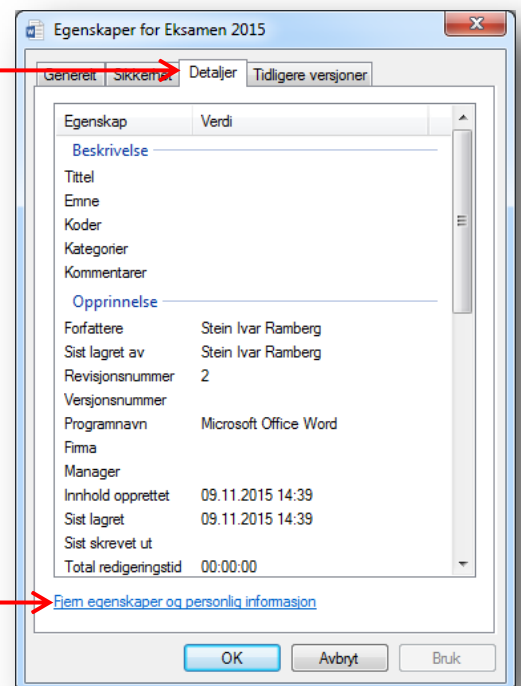 Egenskaper for Eksamen 2015
Generelt Sikkerhet Detaljer Tidligere versjoner
Egenskap Verdi
Beskrivelse
Tittel
Emne
Koder
Kategorier
Kommentarer
Opprinnelse
Forfattere Stein Ivar Ramberg
Sist lagret av Stein Ivar Ramberg
Revisjonsnummer 2
Versjonsnummer
Programnavn Microsoft Office Word
Firma
Manager
Innhold opprettet 09.11.2015 14:39
Sist lagret 09.11.2015 14:39
Sist skrevet ut
Total redigeringstid 00:00:00
Fjern egenskaper og personlig informasjon
OK Avbryt Bruk